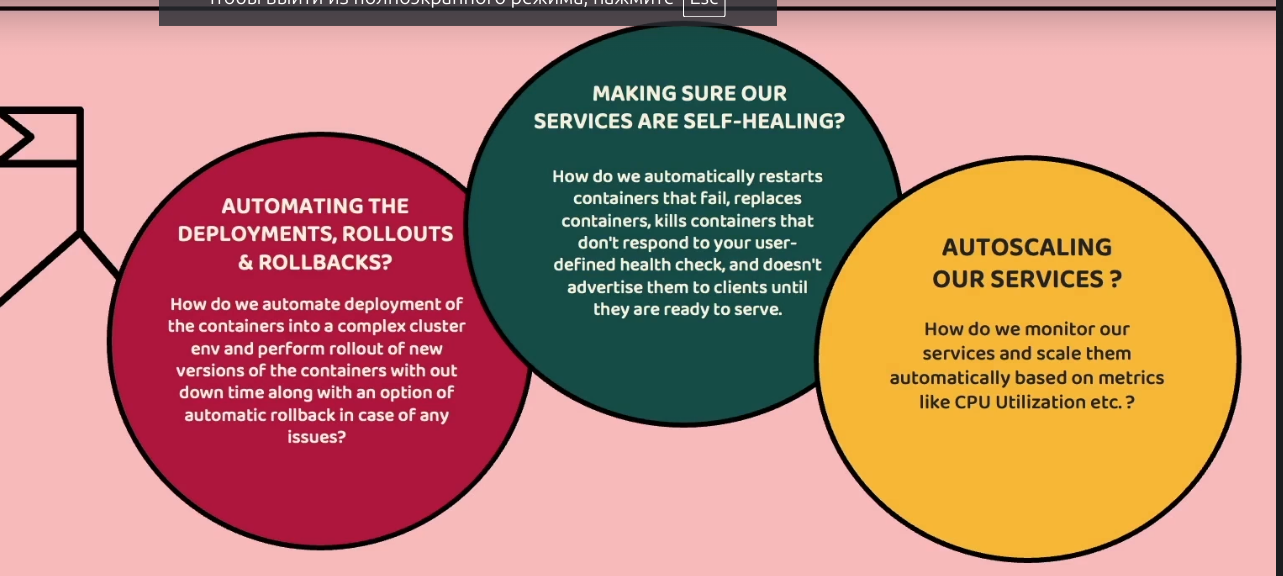 чтобы выйти из полноэкранного режима, нажмите Esc
MAKING SURE OUR
SERVICES ARE SELF-HEALING?
How do we automatically restarts
containers that fail, replaces
containers, kills containers that
don't respond to your user-
defined health check, and doesn't
advertise them to clients until
they are ready to serve.
AUTOMATING THE
DEPLOYMENTS, ROLLOUTS
& ROLLBACKS?
How do we automate deployment of
the containers into a complex cluster
env and perform rollout of new
versions of the containers with out
down time along with an option of
automatic rollback in case of any
issues?
AUTOSCALING
OUR SERVICES ?
How do we monitor our
services and scale them
automatically based on metrics
like CPU Utilization etc. ?